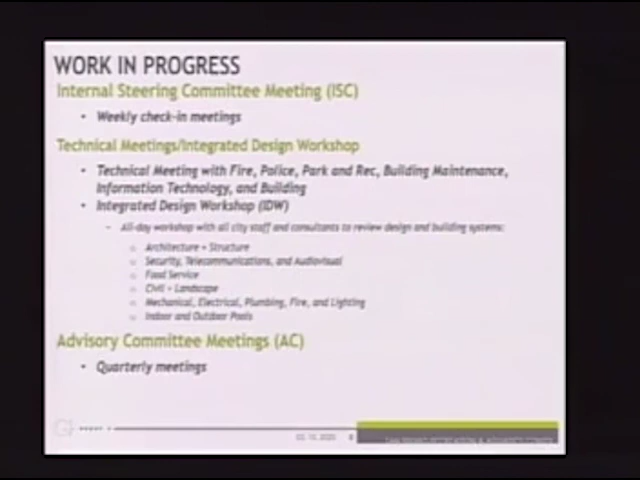 WORK IN PROGRESS
Internal Steering Committee Meeting (ISC)
• Weekly check-in meetings
Technical Meetings/Integrated Design Workshop
• Technical Meeting with Fire, Police, Park and Rec, Building Maintenance,
Information Technology, and Building
• Integrated Design Workshop (IDW)
- All-day workshop with all city staff and consultants to review design and building systems:
o Architecture + Structure
o Security, Telecommunications, and Audiovisual
o Food Service
o Civil + Landscape
o Mechanical, Electrical, Plumbing, Fire, and Lighting
o Indoor and Outdoor Pools
Advisory Committee Meetings (AC)
• Quarterly meetings